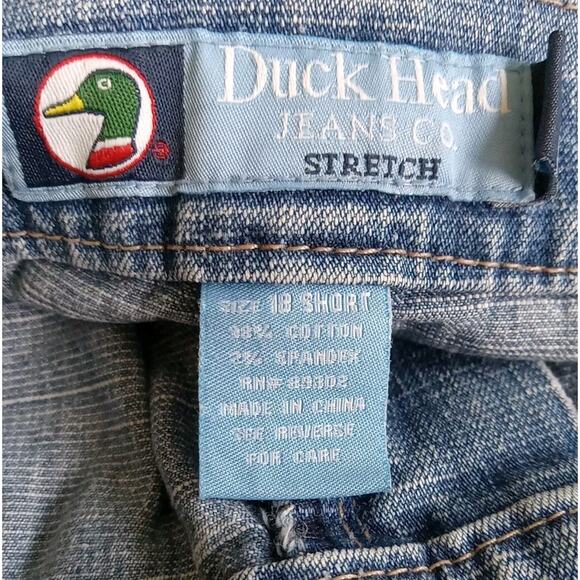 Duck Head
JEANS CO.
STRETCH
SIZE 18 SHORT
98% COTTON
2% SPANDEX
RN# 89302
MADE IN CHINA
SEE REVERSE
FOR CARE